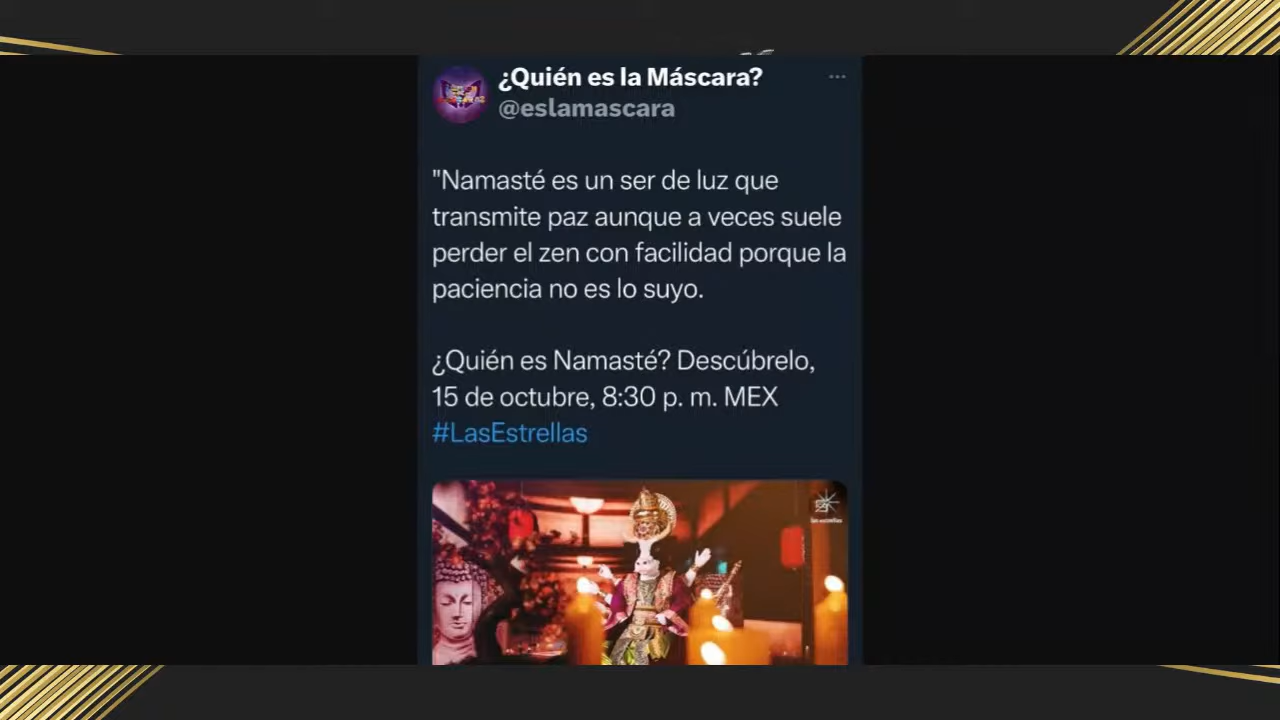 ¿Quién es la Máscara?
@eslamascara
"Namasté es un ser de luz que
transmite paz aunque a veces suele
perder el zen con facilidad porque la
paciencia no es lo suyo.
¿Quién es Namasté? Descúbrelo,
15 de octubre, 8:30 p. m. MEX
#LasEstrellas
las estrellas